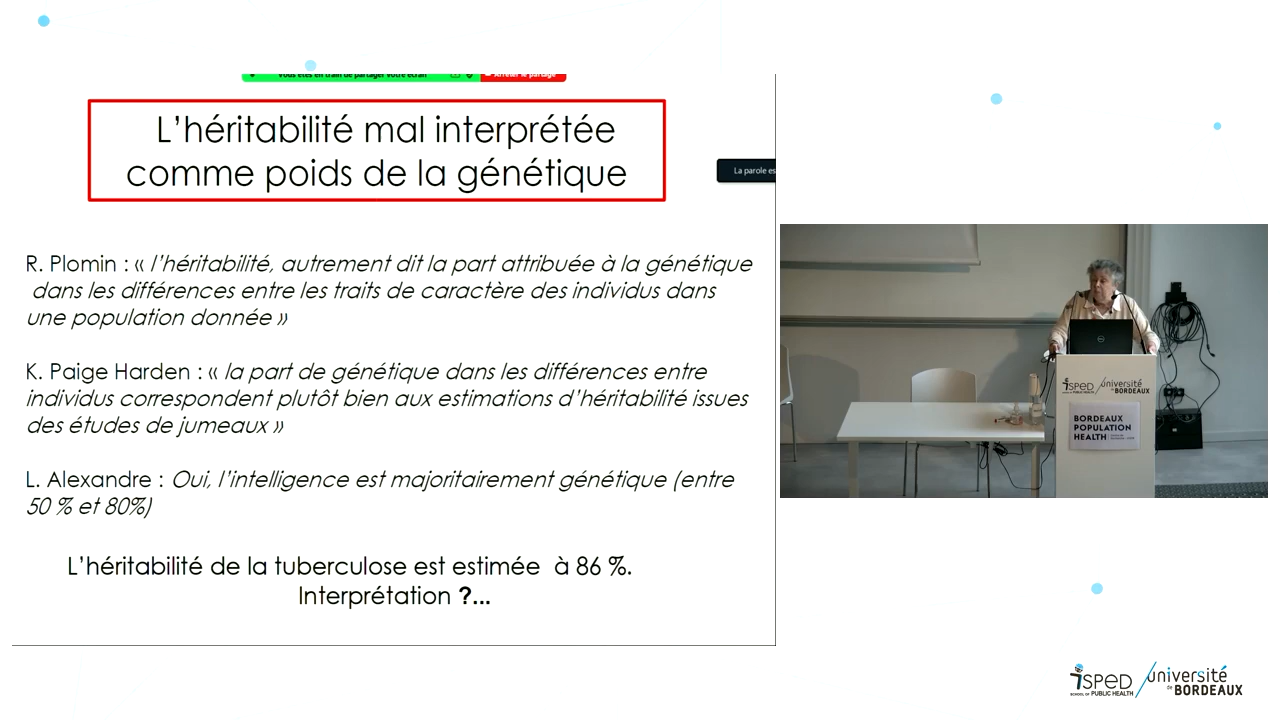 Vous êtes en train de partager votre écran
Arrêter le partage
L'héritabilité mal interprétée
comme poids de la génétique
La parole es
R. Plomin : « l'héritabilité, autrement dit la part attribuée à la génétique
dans les différences entre les traits de caractère des individus dans
une population donnée »
K. Paige Harden : « la part de génétique dans les différences entre
individus correspondent plutôt bien aux estimations d'héritabilité issues
des études de jumeaux »
L. Alexandre : Oui, l'intelligence est majoritairement génétique (entre
50 % et 80%)
L'héritabilité de la tuberculose est estimée à 86 %.
Interprétation ?...
isped
université
de BORDEAUX
BORDEAUX
POPULATION
HEALTH
isped
SCHOOL OF PUBLIC HEALTH
université
de BORDEAUX